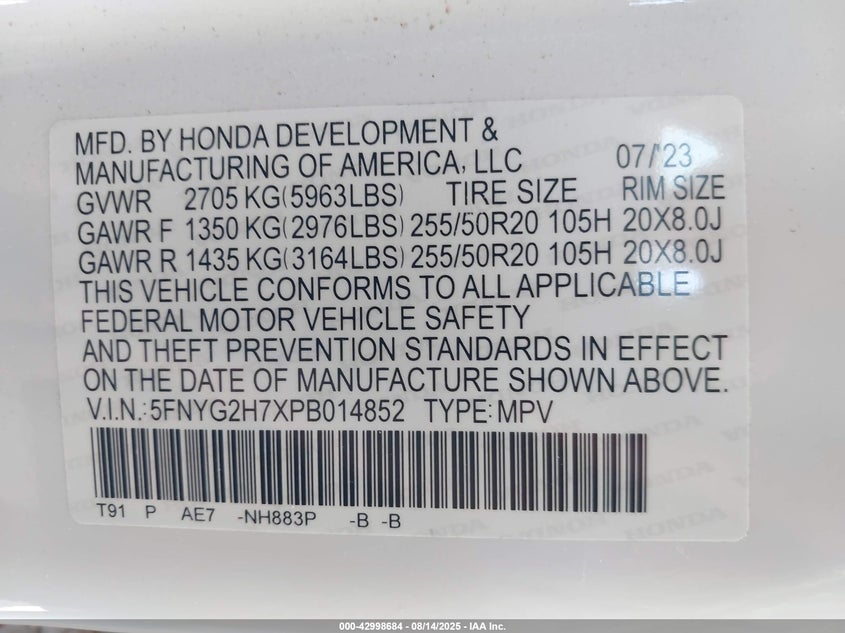 MFD. BY HONDA DEVELOPMENT &
MANUFACTURING OF AMERICA, LLC 07/'23
GVWR 2705 KG(5963LBS) TIRE SIZE RIM SIZE
GAWR F 1350 KG(2976LBS) 255/50R20 105H 20X8.0J
GAWR R 1435 KG(3164LBS) 255/50R20 105H 20X8.0J
THIS VEHICLE CONFORMS TO ALL APPLICABLE
FEDERAL MOTOR VEHICLE SAFETY
AND THEFT PREVENTION STANDARDS IN EFFECT
ON THE DATE OF MANUFACTURE SHOWN ABOVE.
V.I.N.: 5FNYG2H7XPB014852 TYPE: MPV
T91 P AE7 -NH883P -B -B
000-42998684 - 08/14/2025 - IAA Inc.